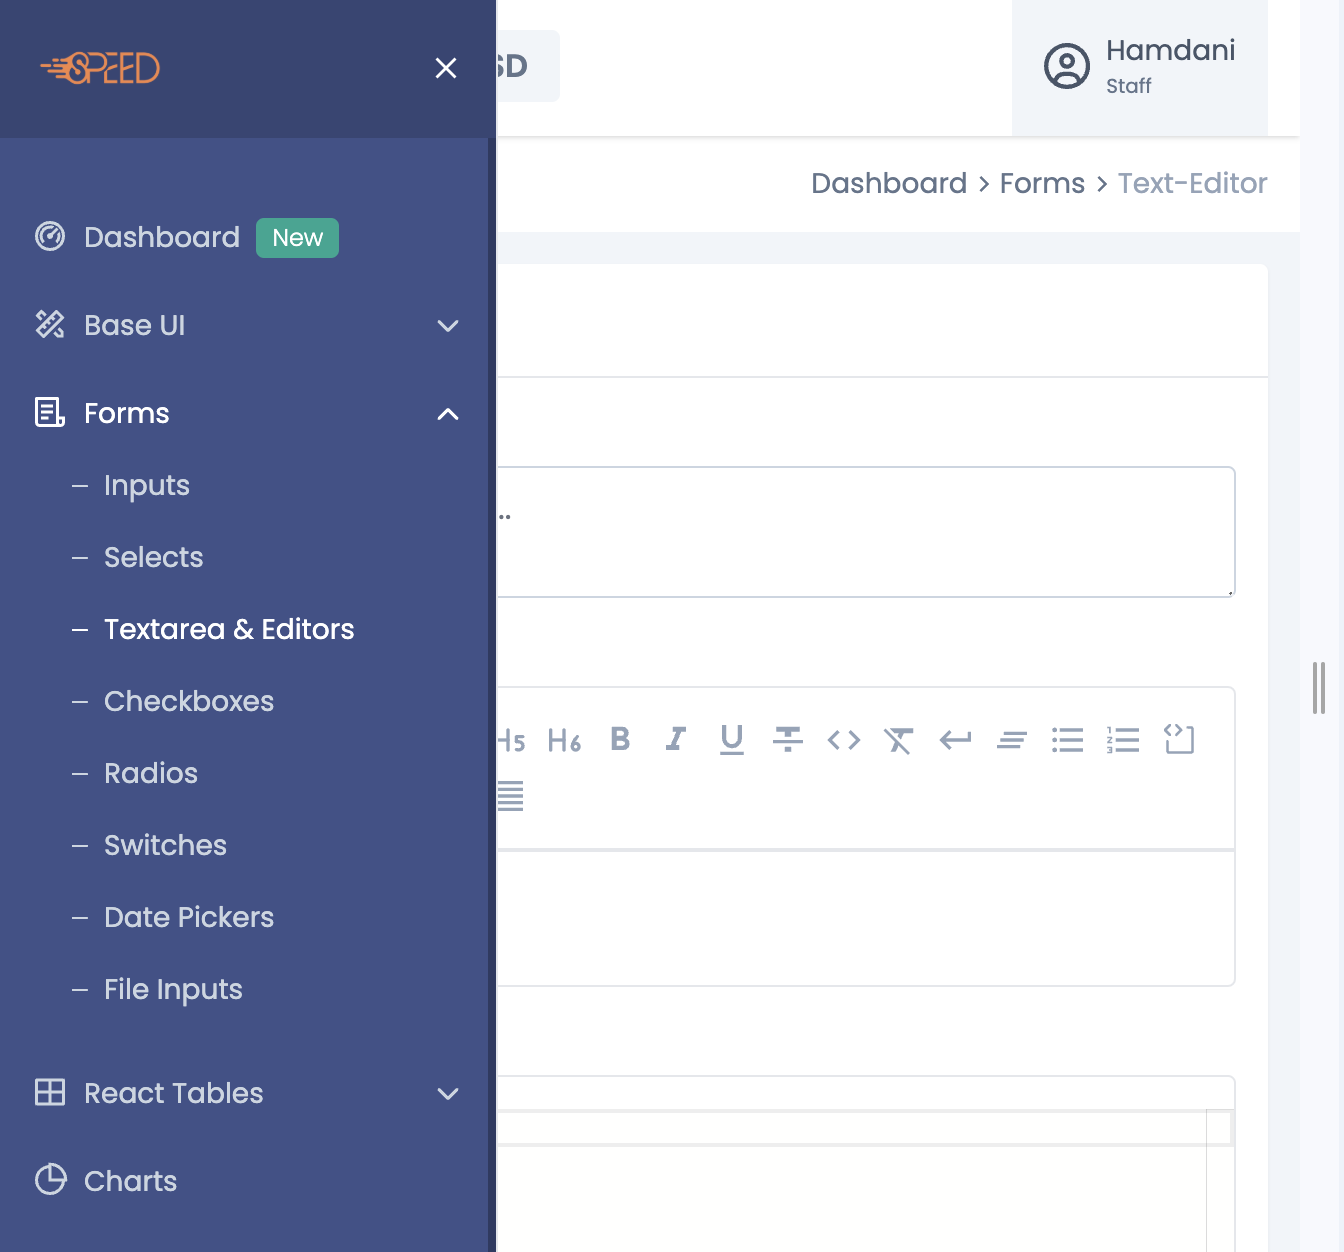 SPEED
SD
Hamdani
Staff
Dashboard > Forms > Text-Editor
Dashboard New
Base UI
Forms
– Inputs
– Selects
– Textarea & Editors
– Checkboxes
– Radios
– Switches
– Date Pickers
– File Inputs
React Tables
Charts
..
H5 H6 B I U